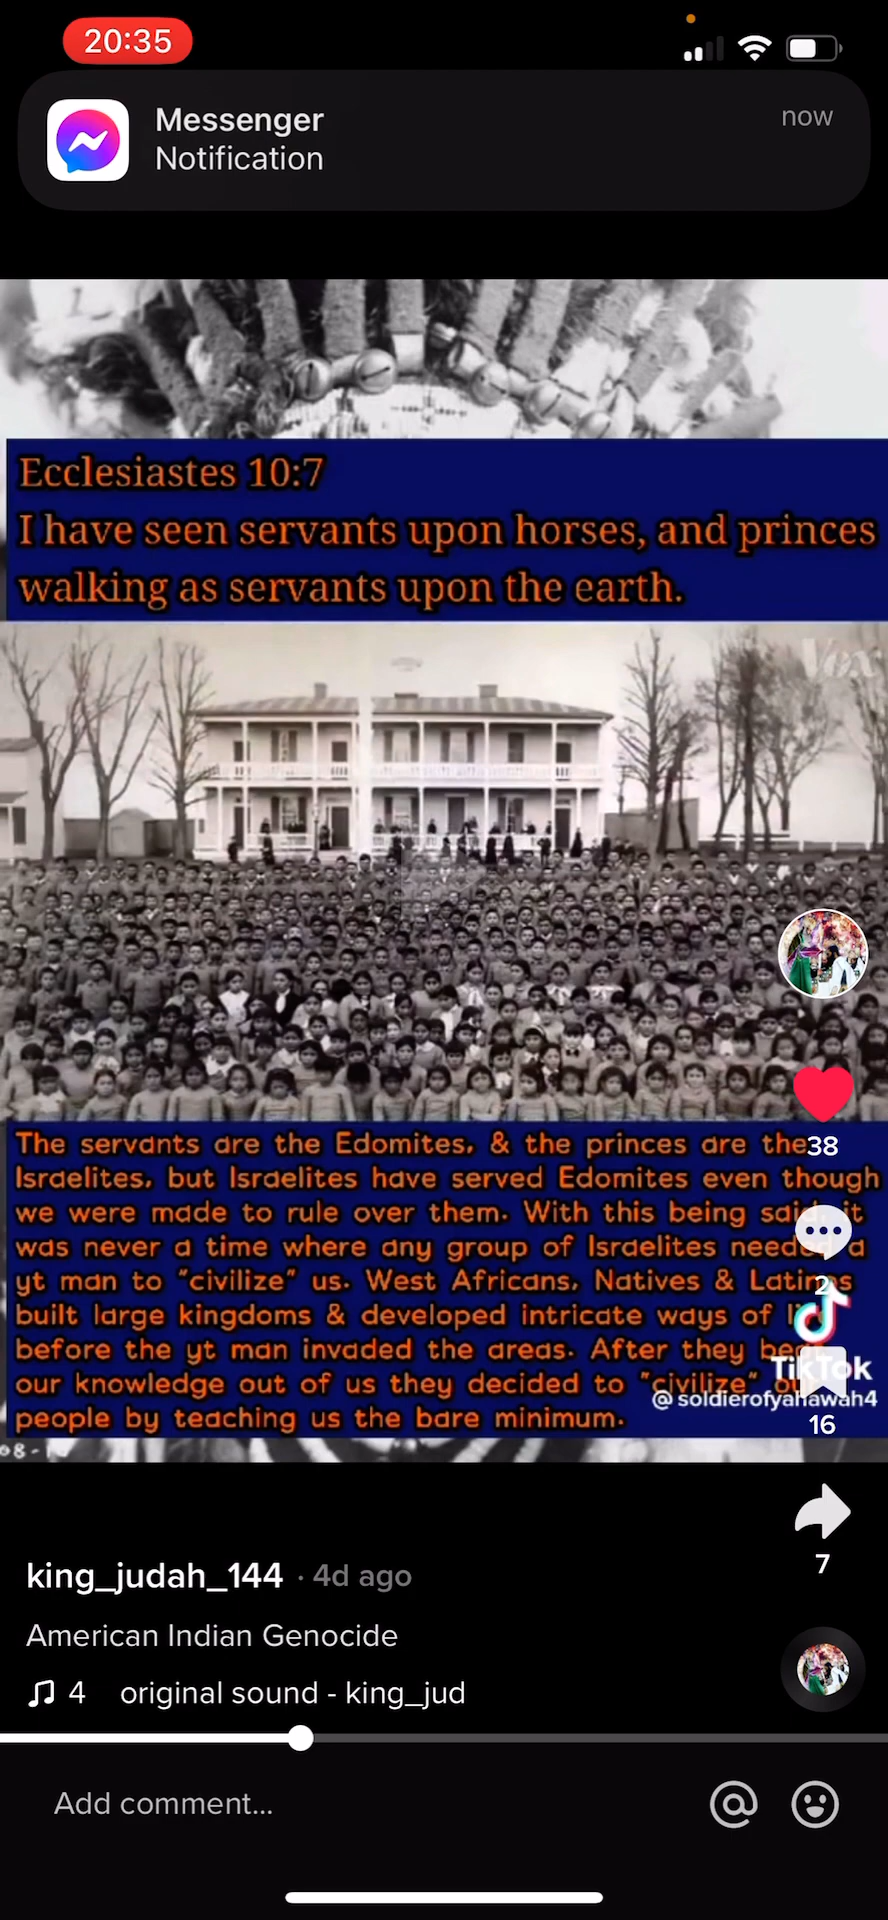 20:35
Messenger
now
Notification
Ecclesiastes 10:7
I have seen servants upon horses, and princes
walking as servants upon the earth.
Vox
The servants are the Edomites, & the princes are the
38
Israelites, but Israelites have served Edomites even though
we were made to rule over them. With this being said it
was never a time where any group of Israelites needed a
yt man to "civilize" us. West Africans, Natives & Latinos
2
built large kingdoms & developed intricate ways of
before the yt man invaded the areas. After they
TikTok
our knowledge out of us they decided to "civilize"
@soldierofyahawah4
people by teaching us the bare minimum.
16
7
king_judah_144 · 4d ago
American Indian Genocide
4 original sound - king_jud
Add comment...